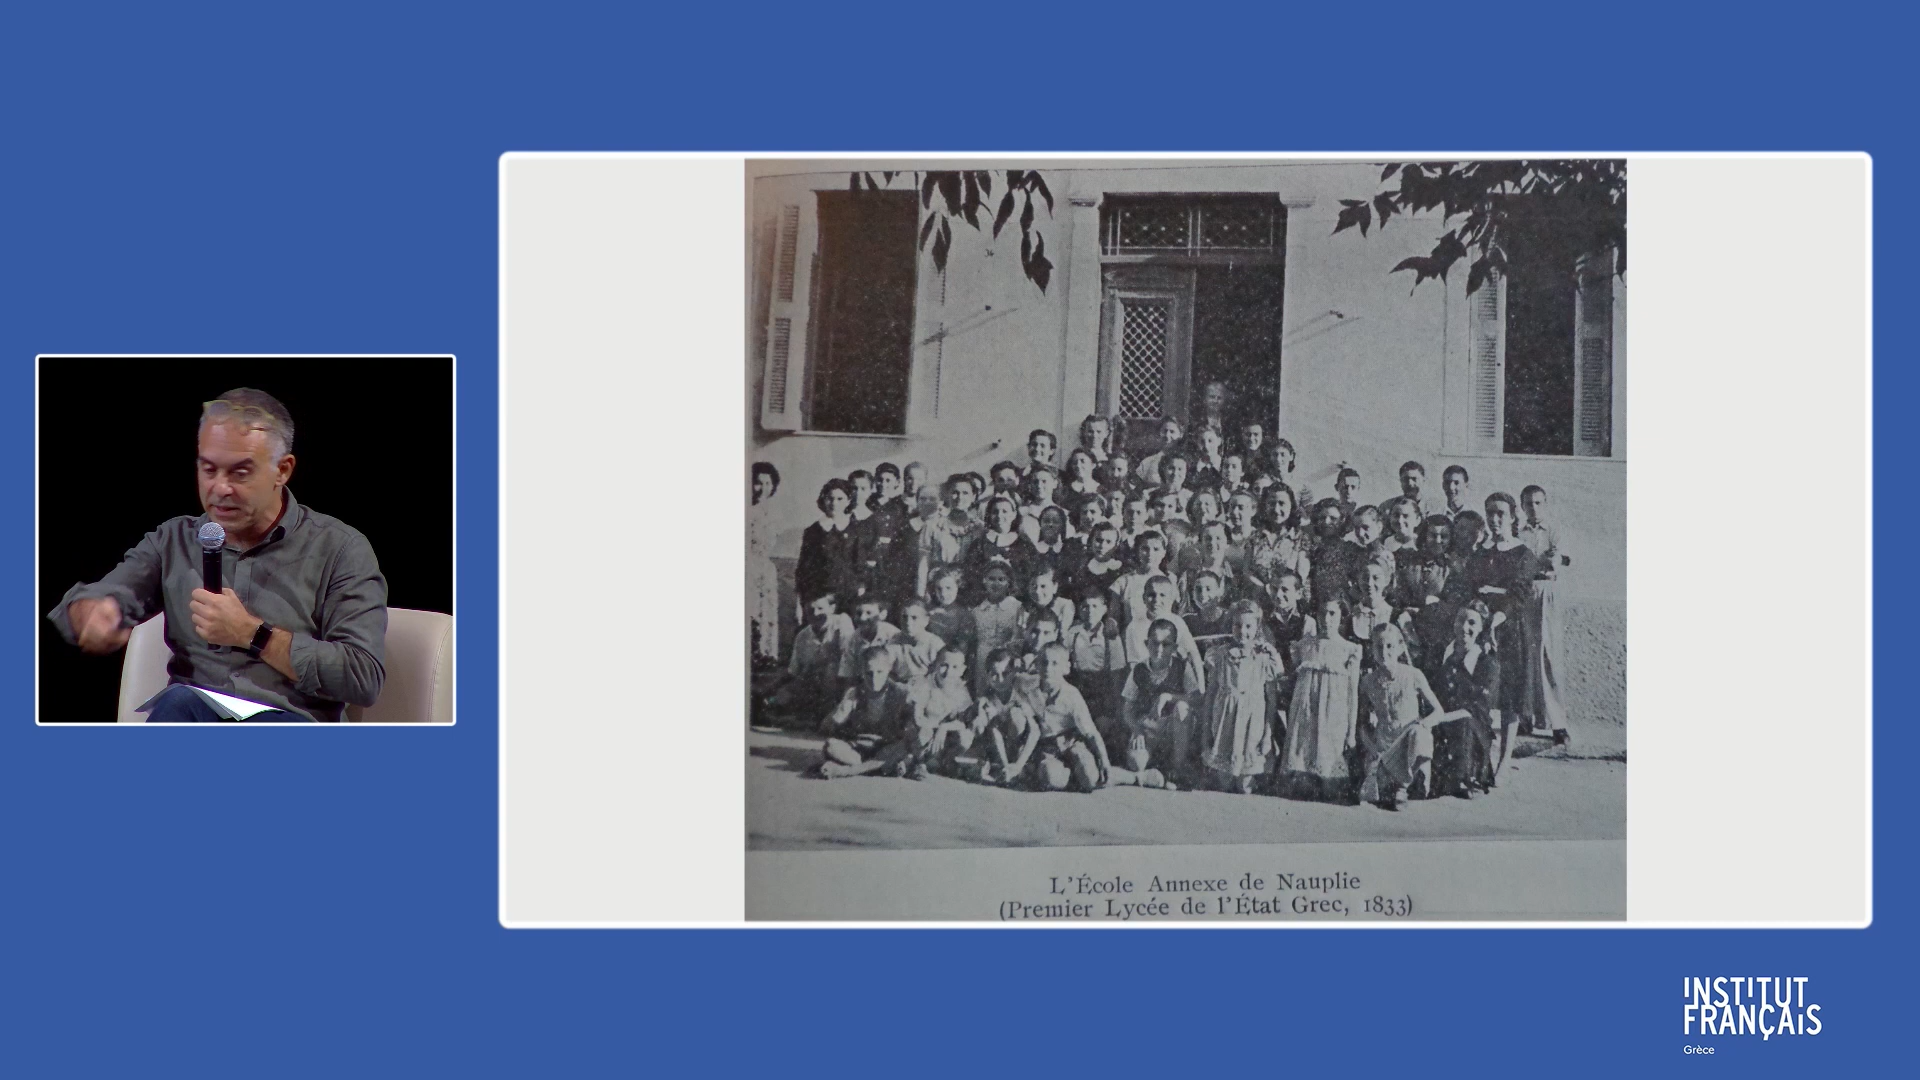 L'École Annexe de Nauplie
(Premier Lycée de l'État Grec, 1833)
INSTITUT
FRANÇAIS
Grèce